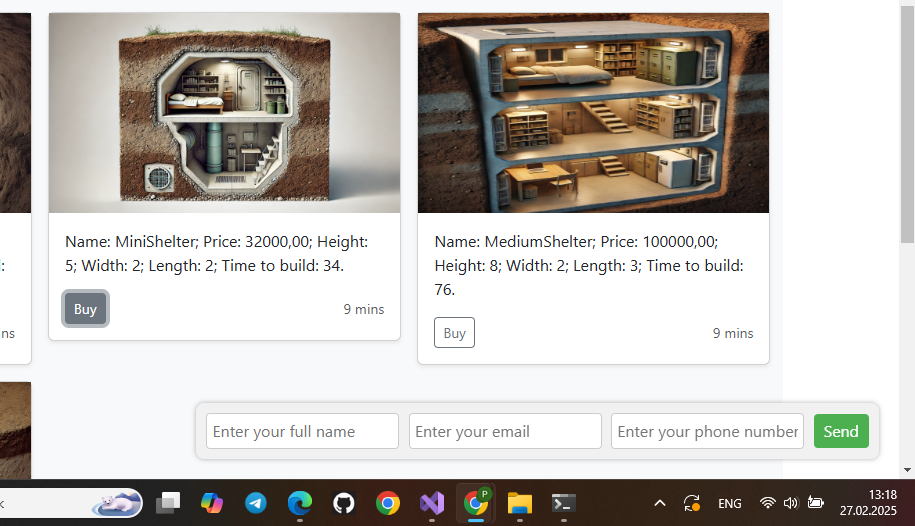 Name: MiniShelter; Price: 32000,00; Height:
5; Width: 2; Length: 2; Time to build: 34.
Buy
9 mins
Name: MediumShelter; Price: 100000,00;
Height: 8; Width: 2; Length: 3; Time to build:
76.
Buy
9 mins
Enter your full name
Enter your email
Enter your phone number
Send
P
ENG
13:18
27.02.2025